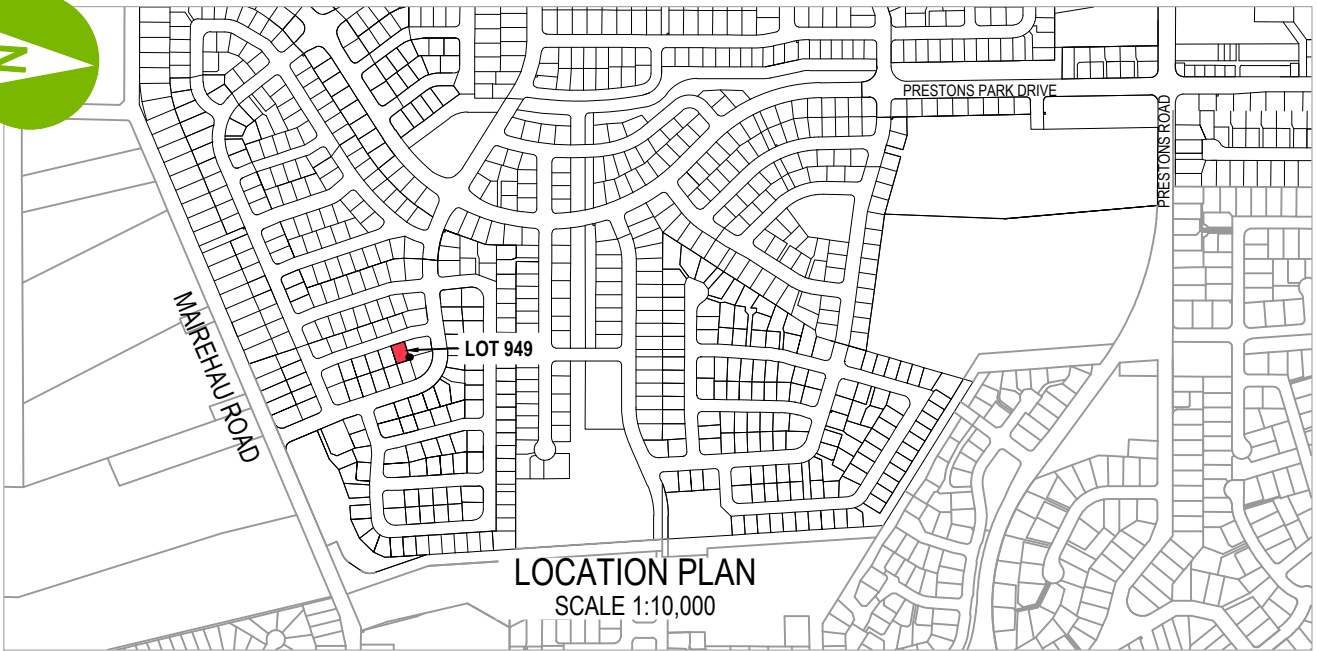 N
PRESTONS PARK DRIVE
PRESTONS ROAD
MAIREHAU ROAD
LOT 949
LOCATION PLAN
SCALE 1:10,000